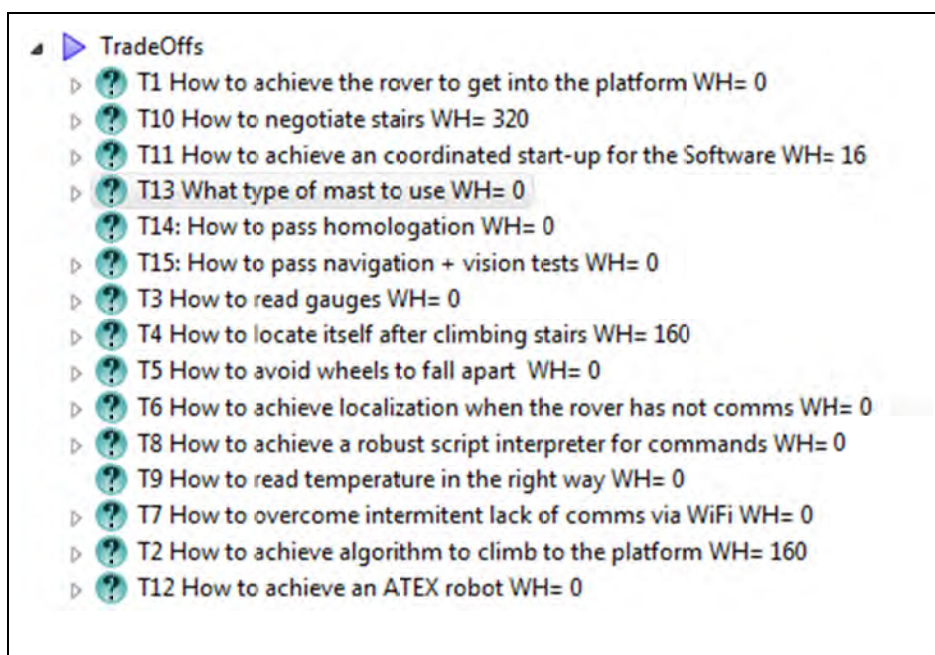 TradeOffs
T1 How to achieve the rover to get into the platform WH= 0
T10 How to negotiate stairs WH= 320
T11 How to achieve an coordinated start-up for the Software WH= 16
T13 What type of mast to use WH= 0
T14: How to pass homologation WH= 0
T15: How to pass navigation + vision tests WH= 0
T3 How to read gauges WH= 0
T4 How to locate itself after climbing stairs WH= 160
T5 How to avoid wheels to fall apart WH= 0
T6 How to achieve localization when the rover has not comms WH= 0
T8 How to achieve a robust script interpreter for commands WH= 0
T9 How to read temperature in the right way WH= 0
T7 How to overcome intermitent lack of comms via WiFi WH= 0
T2 How to achieve algorithm to climb to the platform WH= 160
T12 How to achieve an ATEX robot WH= 0